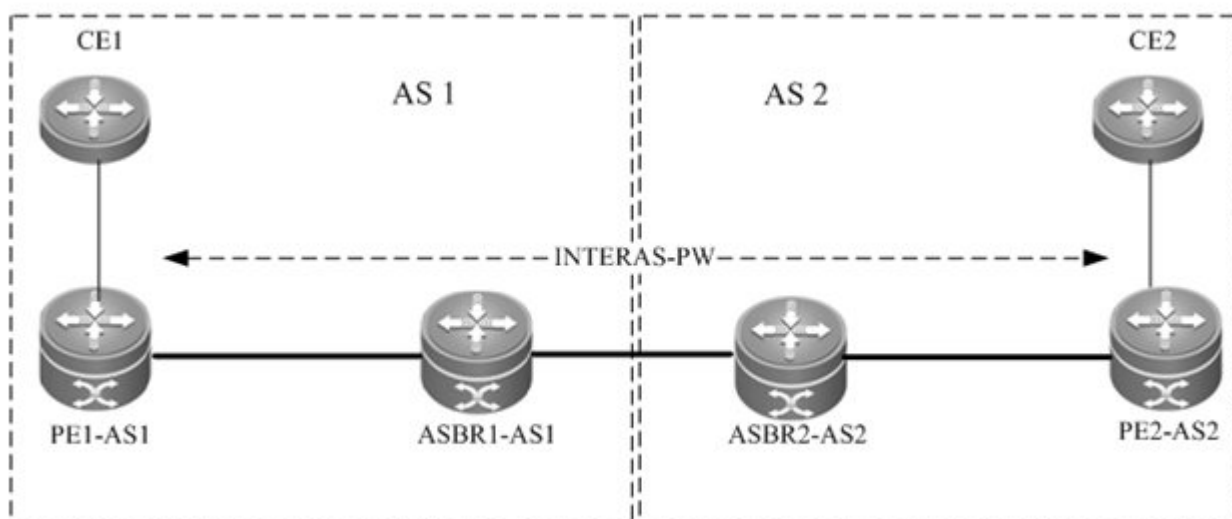 CE1
CE2
AS 1
AS 2
INTERAS-PW
PE1-AS1
ASBR1-AS1
ASBR2-AS2
PE2-AS2